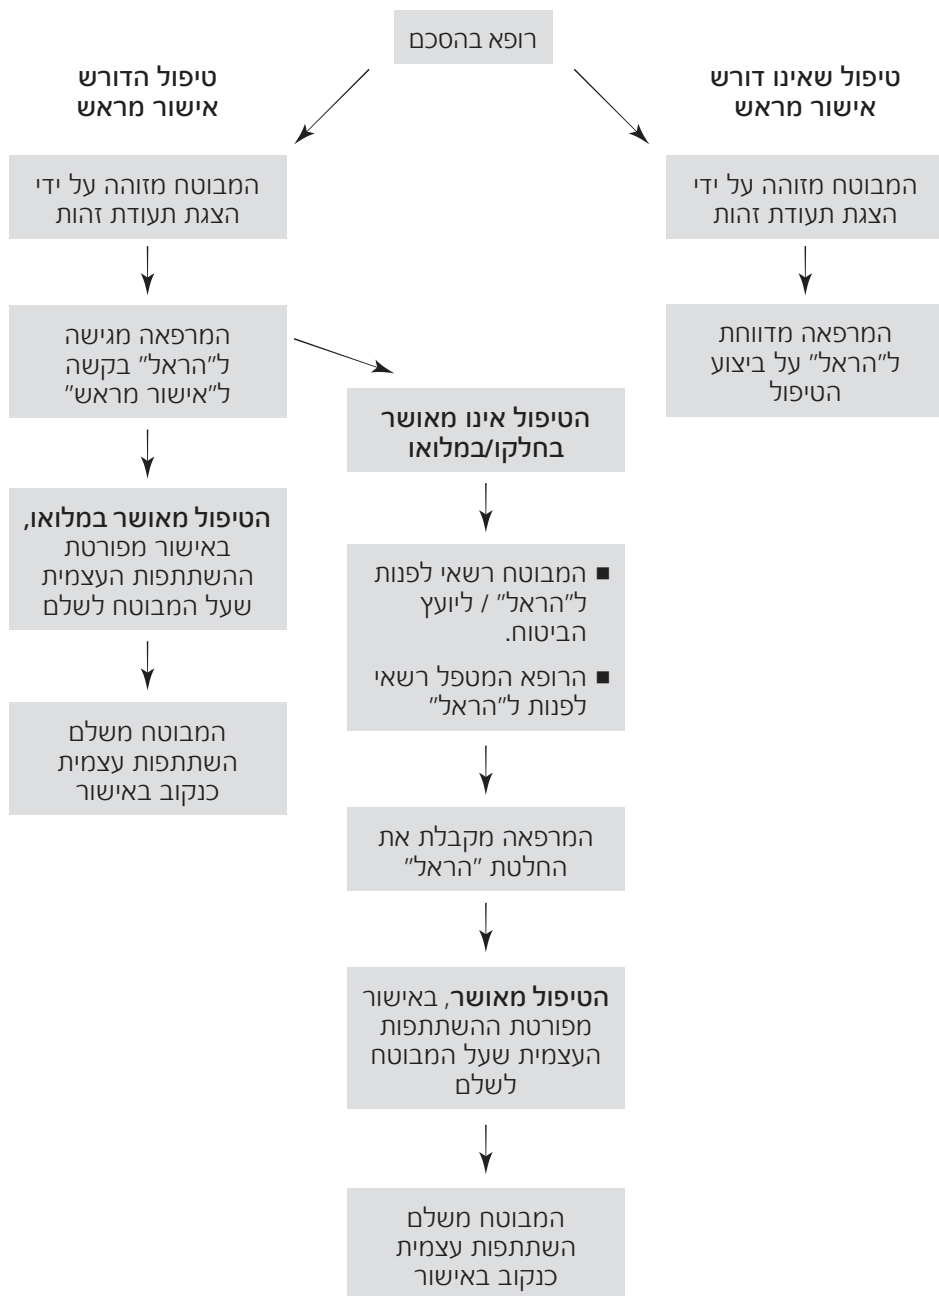 רופא בהסכם
טיפול שאינו דורש
אישור מראש
המבוטח מזוהה על ידי
הצגת תעודת זהות
המרפאה מדווחת
ל"הראל" על ביצוע
הטיפול
טיפול הדורש
אישור מראש
המבוטח מזוהה על ידי
הצגת תעודת זהות
המרפאה מגישה
ל"הראל" בקשה
ל"אישור מראש"
הטיפול מאושר במלואו,
באישור מפורטת
ההשתתפות העצמית
שעל המבוטח לשלם
המבוטח משלם
השתתפות עצמית
כנקוב באישור
הטיפול אינו מאושר
בחלקו/במלואו
■ המבוטח רשאי לפנות
ל"הראל" / ליועץ
הביטוח.
■ הרופא המטפל רשאי
לפנות ל"הראל"
המרפאה מקבלת את
החלטת "הראל"
הטיפול מאושר, באישור
מפורטת ההשתתפות
העצמית שעל המבוטח
לשלם
המבוטח משלם
השתתפות עצמית
כנקוב באישור